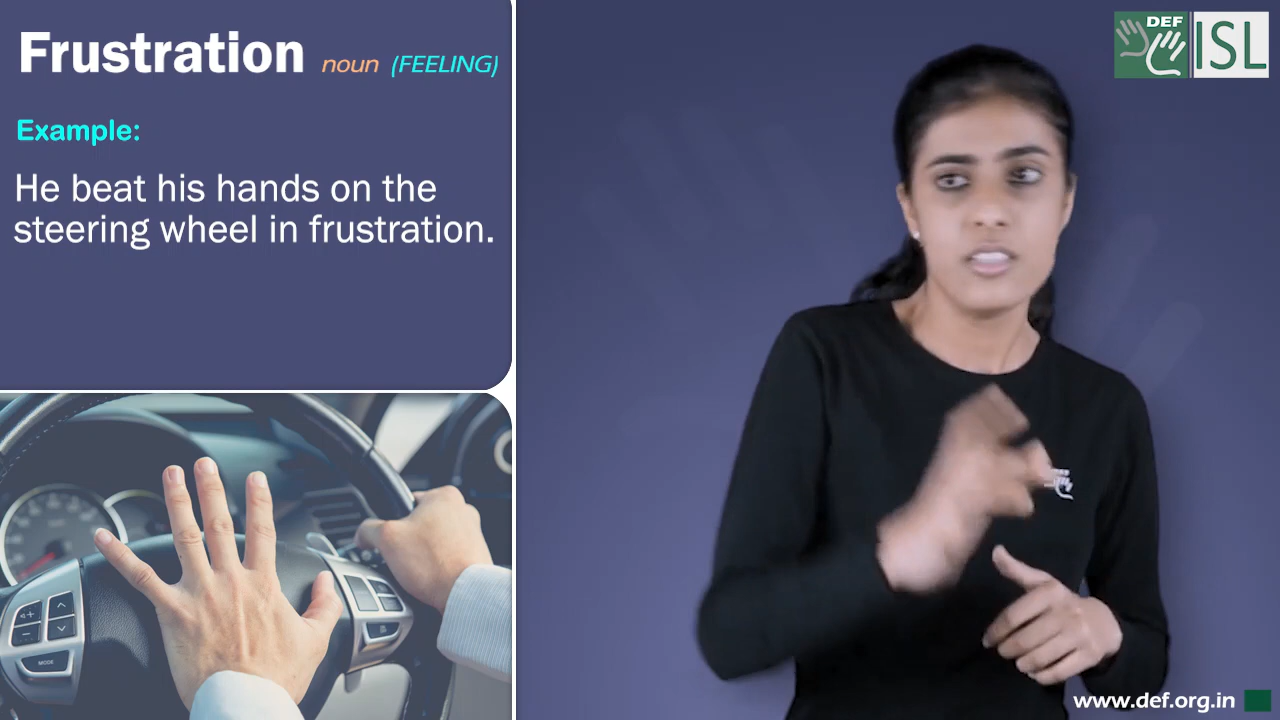 Frustration noun (FEELING)
Example:
He beat his hands on the
steering wheel in frustration.
DEF
ISL
MODE
www.def.org.in